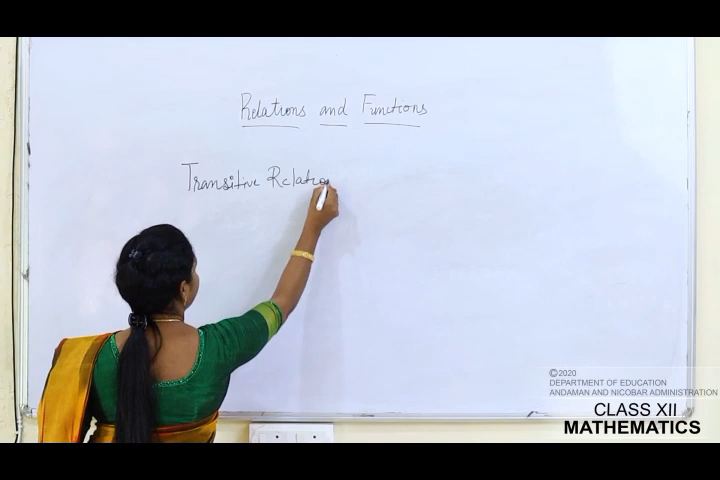 Relations and Functions
Transitive Relatio
©2020
DEPARTMENT OF EDUCATION
ANDAMAN AND NICOBAR ADMINISTRATION
CLASS XII
MATHEMATICS